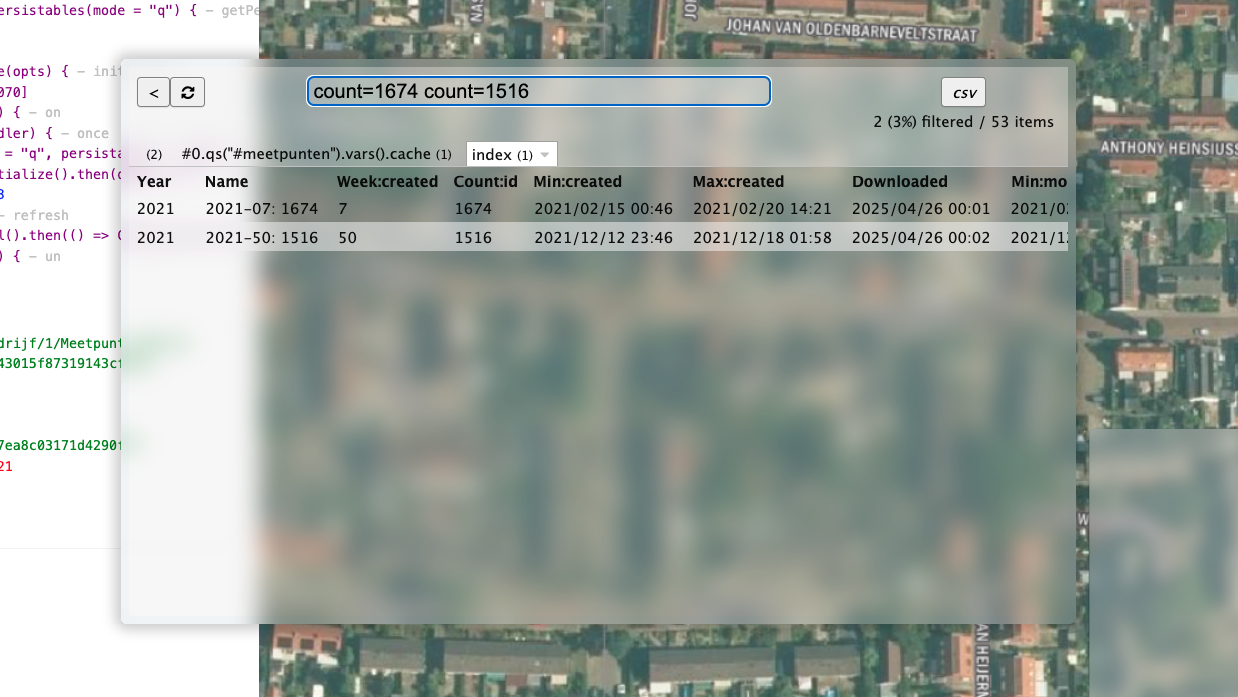 ersistables(mode = "q") { – getPe
JOHAN VAN OLDENBARNEVELTSTRAAT
e(opts) { – init
070]
) { – on
dler) { – once
= "q", persista
tialize().then(
3
– refresh
l().then(() => C
) { – un
drijf/1/Meetpunt
43015f87319143cf
7ea8c03171d4290f
21
<
count=1674 count=1516
csv
2 (3%) filtered / 53 items
(2) #0.qs("#meetpunten").vars().cache (1) index (1)
Year Name Week:created Count:id Min:created Max:created Downloaded Min:mo
2021 2021-07: 1674 7 1674 2021/02/15 00:46 2021/02/20 14:21 2025/04/26 00:01 2021/0
2021 2021-50: 1516 50 1516 2021/12/12 23:46 2021/12/18 01:58 2025/04/26 00:02 2021/1
ANTHONY HEINSIUSS
W
AN HEIJERN